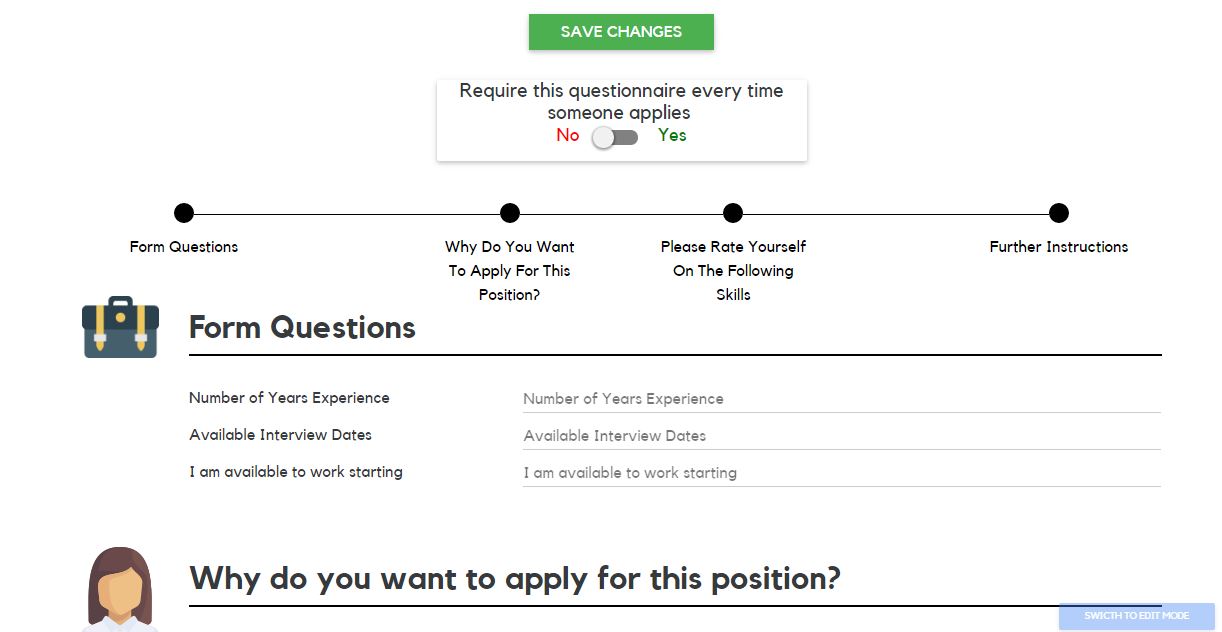 SAVE CHANGES
Require this questionnaire every time
someone applies
No Yes
Form Questions
Why Do You Want
To Apply For This
Position?
Please Rate Yourself
On The Following
Skills
Further Instructions
Form Questions
Number of Years Experience Number of Years Experience
Available Interview Dates Available Interview Dates
I am available to work starting I am available to work starting
Why do you want to apply for this position?
SWICTH TO EDIT MODE